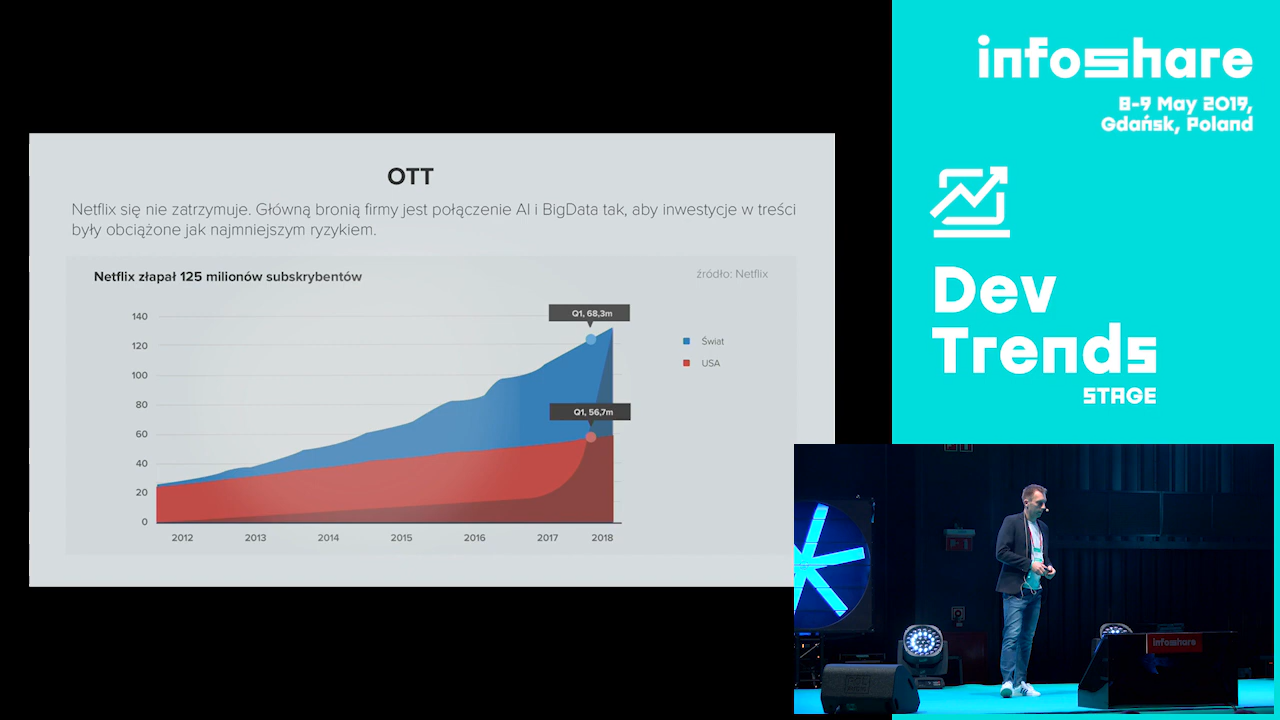 OTT
Netflix się nie zatrzymuje. Główną bronią firmy jest połączenie AI i BigData tak, aby inwestycje w treści
były obciążone jak najmniejszym ryzykiem.
Netflix złapał 125 milionów subskrybentów
źródło: Netflix
140
120
100
80
60
40
20
0
Q1, 68,3m
Q1, 56,7m
Świat
USA
2012
2013
2014
2015
2016
2017
2018
infoshare
8-9 May 2019,
Gdańsk, Poland
Dev
Trends
STAGE
infoshare